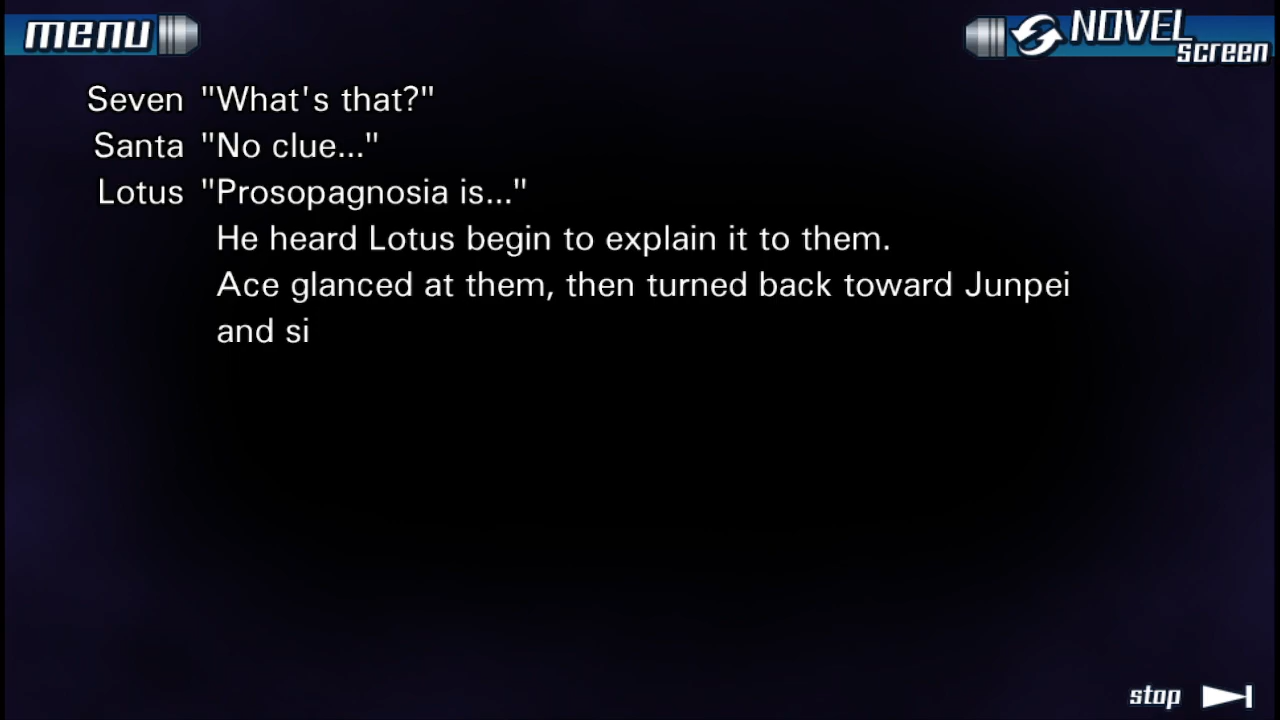 menu
NOVEL
screen
Seven "What's that?"
Santa "No clue..."
Lotus "Prosopagnosia is..."
He heard Lotus begin to explain it to them.
Ace glanced at them, then turned back toward Junpei
and si
stop